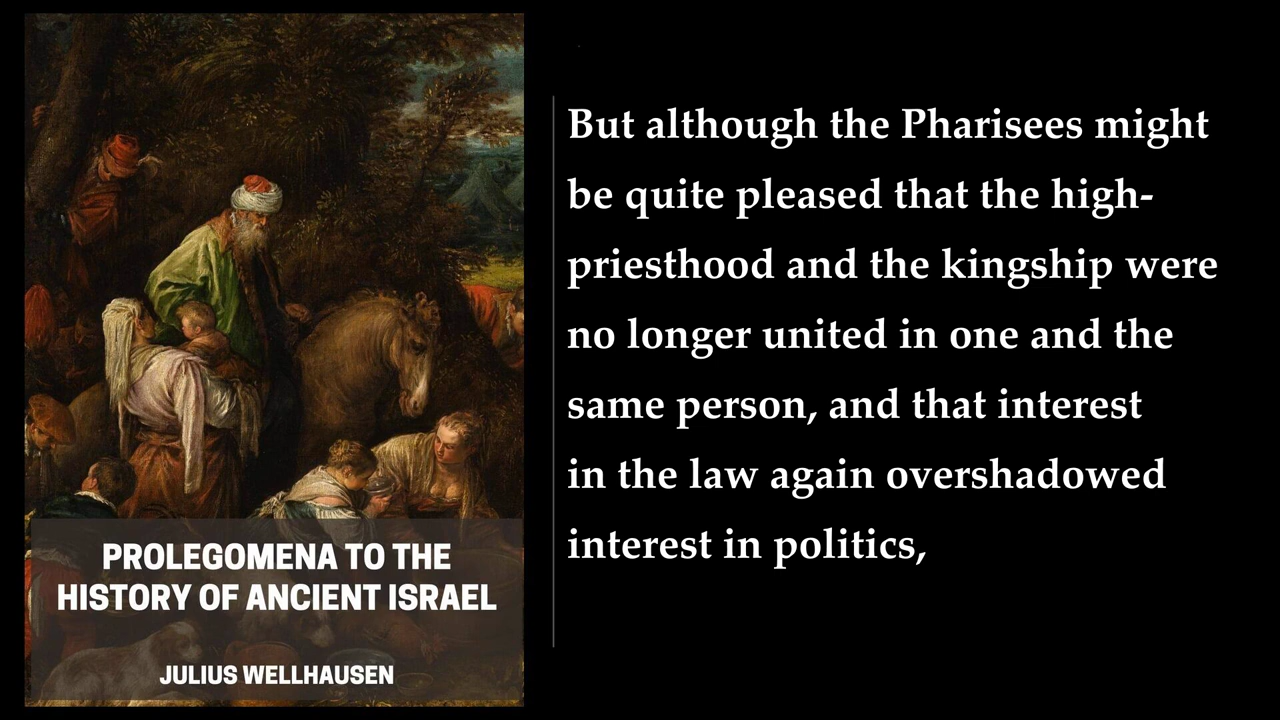 PROLEGOMENA TO THE
HISTORY OF ANCIENT ISRAEL
JULIUS WELLHAUSEN
But although the Pharisees might
be quite pleased that the high-
priesthood and the kingship were
no longer united in one and the
same person, and that interest
in the law again overshadowed
interest in politics,